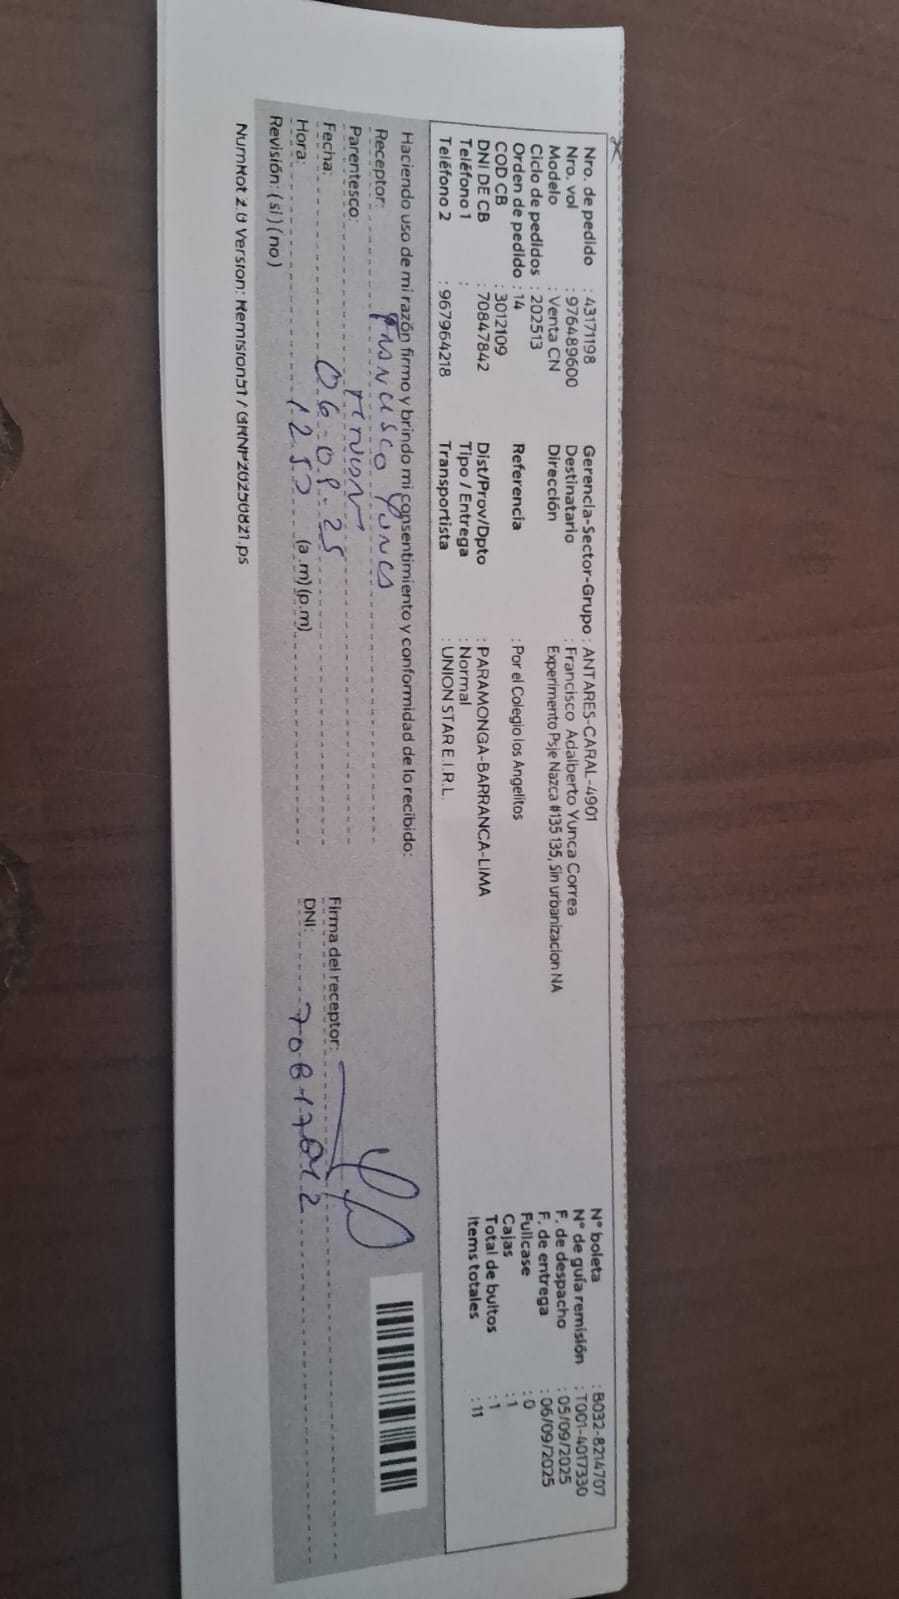 Nro. de pedido : 43171198 Gerencia-Sector-Grupo : ANTARES-CARAL-4901 N° boleta : B032-8214707
Nro. vol : 976489600 Destinatario : Francisco Adalberto Yunca Correa N° de guía remisión : T001-4017330
Modelo : Venta CN Dirección Experimento Psje Nazca #135 135, Sin urbanizacion NA F. de despacho : 05/09/2025
Ciclo de pedidos : 202513 F. de entrega : 06/09/2025
Orden de pedido : 14 Referencia : Por el Colegio los Angelitos Fullcase : 0
COD CB : 3012109 Cajas : 1
DNI DE CB : 70847842 Dist/Prov/Dpto : PARAMONGA-BARRANCA-LIMA Total de bultos : 1
Teléfono 1 : Tipo / Entrega : Normal Items totales : 11
Teléfono 2 : 967964218 Transportista : UNION STAR E.I.R.L.
Haciendo uso de mi razón firmo y brindo mi consentimiento y conformidad de lo recibido:
Receptor: Francisco Yunca
Parentesco:
Fecha: 06-09-25 Firma del receptor:
Hora: (a.m)(p.m) DNI: 70847842
Revisión: ( si ) ( no )
NumHot 2.0 Version: Remision51 / GRNP20250821.ps